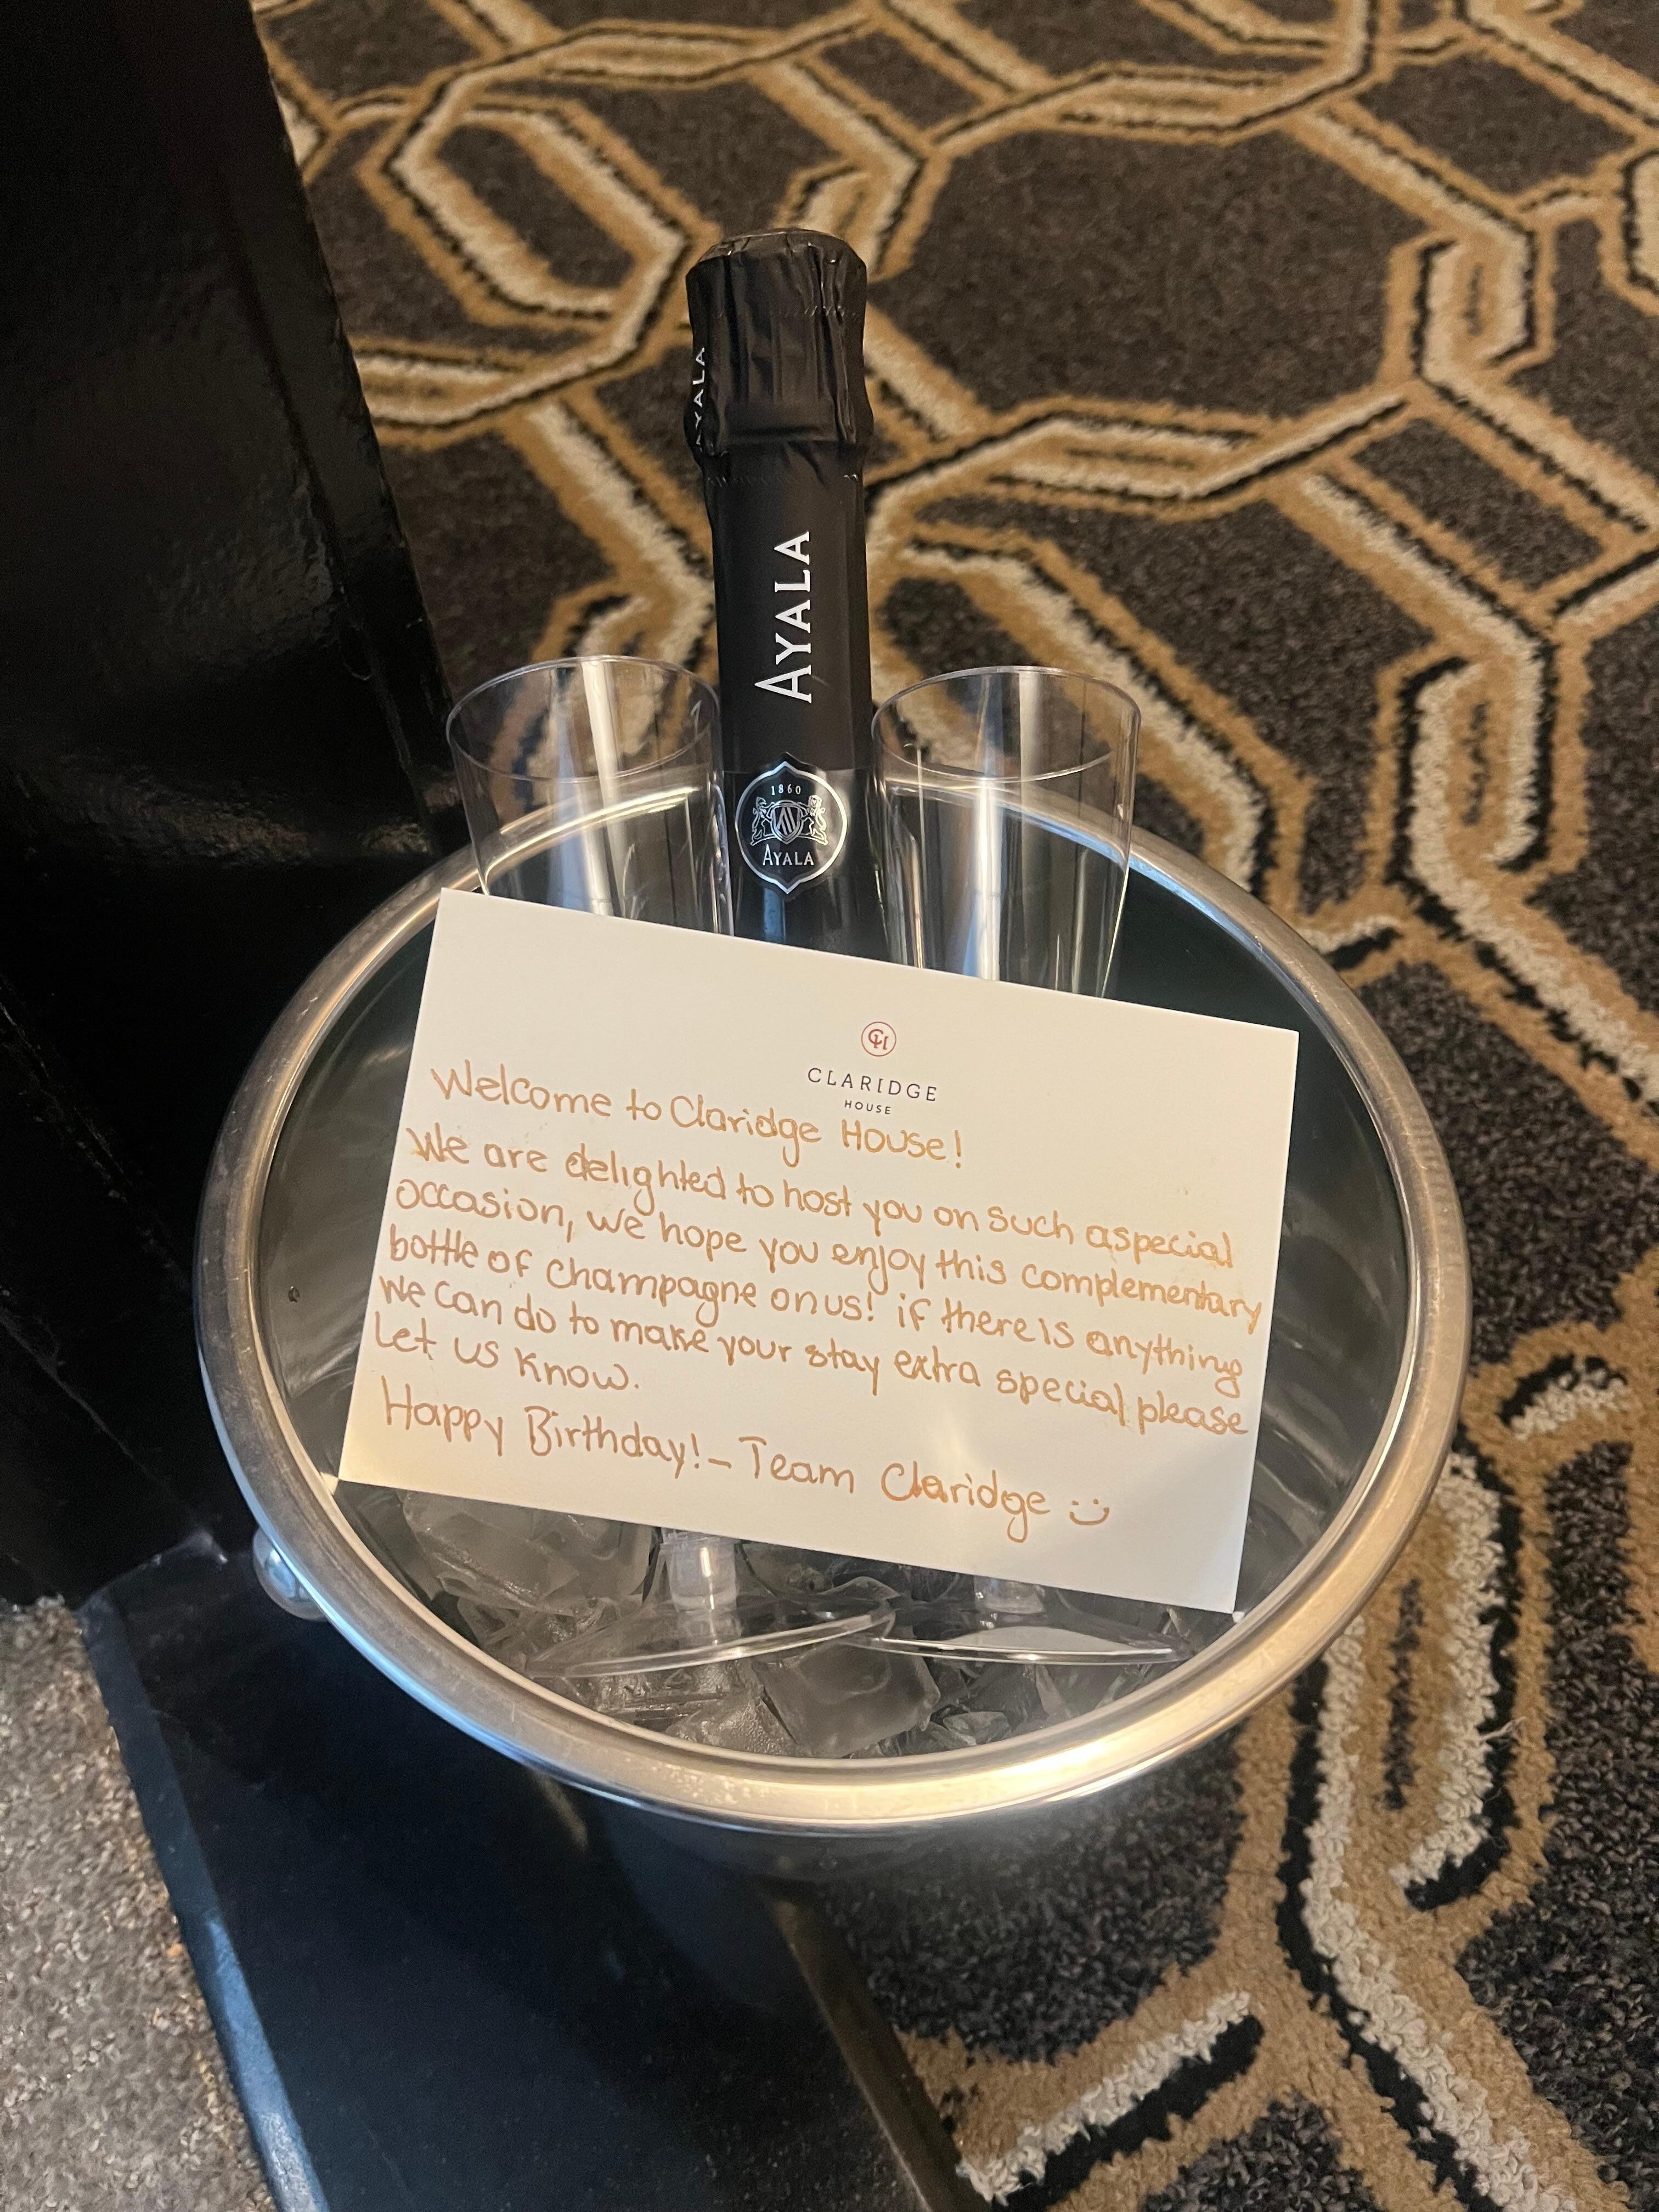 AYALA
AYALA
1860
AYALA
CH
CLARIDGE
HOUSE
Welcome to Claridge House!
We are delighted to host you on such a special
occasion, we hope you enjoy this complementary
bottle of champagne on us! if there is anything
we can do to make your stay extra special please
let us know.
Happy Birthday! - Team Claridge :)